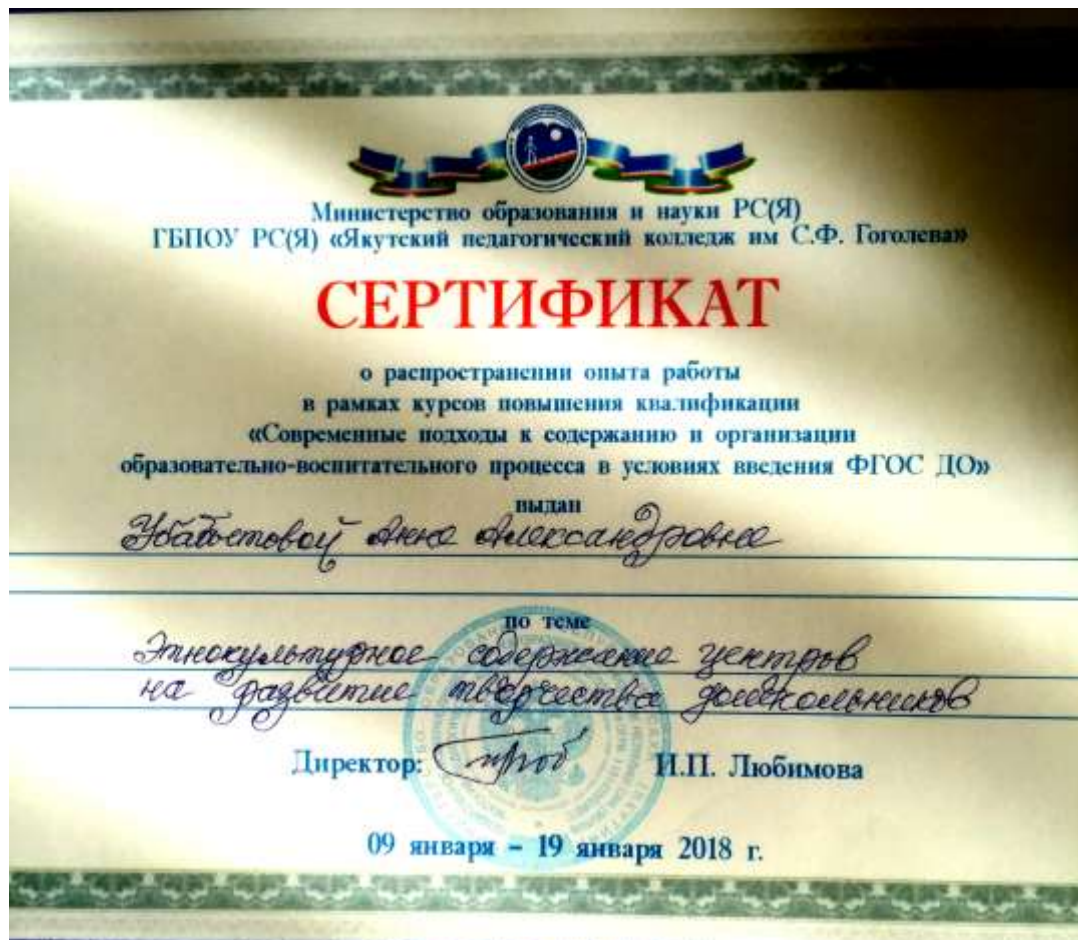 Министерство образования и науки РС(Я)
ГБПОУ РС(Я) «Якутский педагогический колледж им С.Ф. Гоголева»
СЕРТИФИКАТ
о распространении опыта работы
в рамках курсов повышения квалификации
«Современные подходы к содержанию и организации
образовательно-воспитательного процесса в условиях введения ФГОС ДО»
выдан
Анне Александровне
по теме
Этнокультурное содержание центров
на развитие творчества дошкольников
Директор: И.П. Любимова
09 января – 19 января 2018 г.